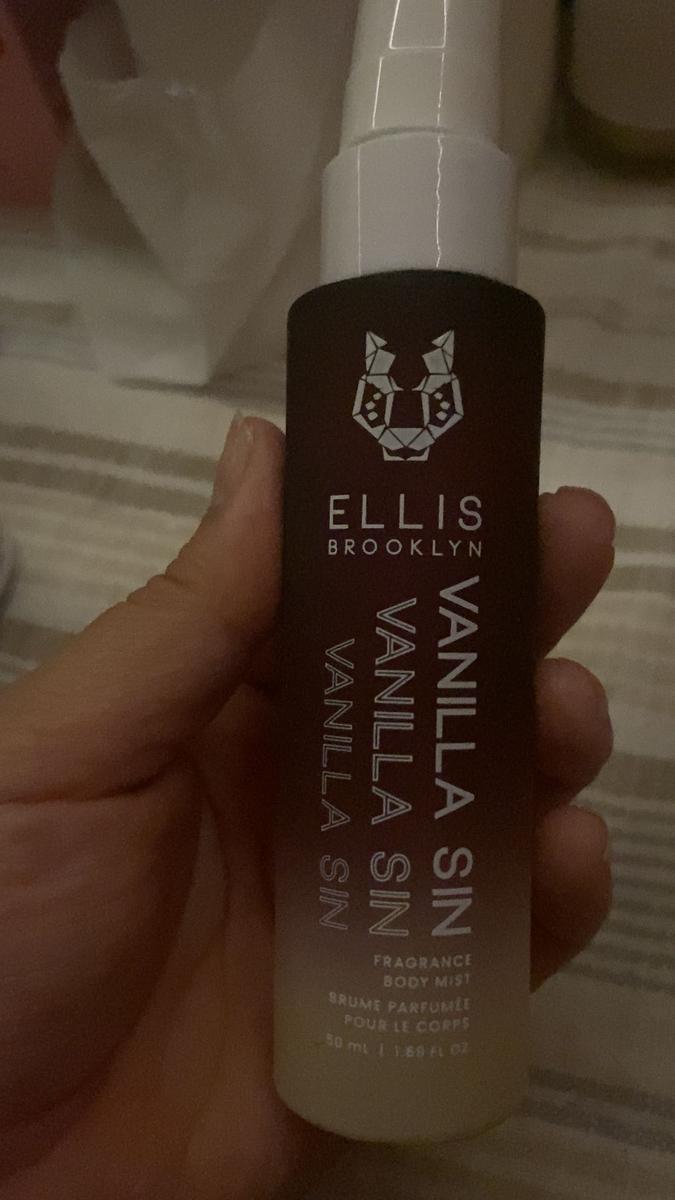 ELLIS
BROOKLYN
VANILLA SIN
VANILLA SIN
VANILLA SIN
FRAGRANCE
BODY MIST
BRUME PARFUMÉE
POUR LE CORPS
50 mL | 1.69 FL OZ